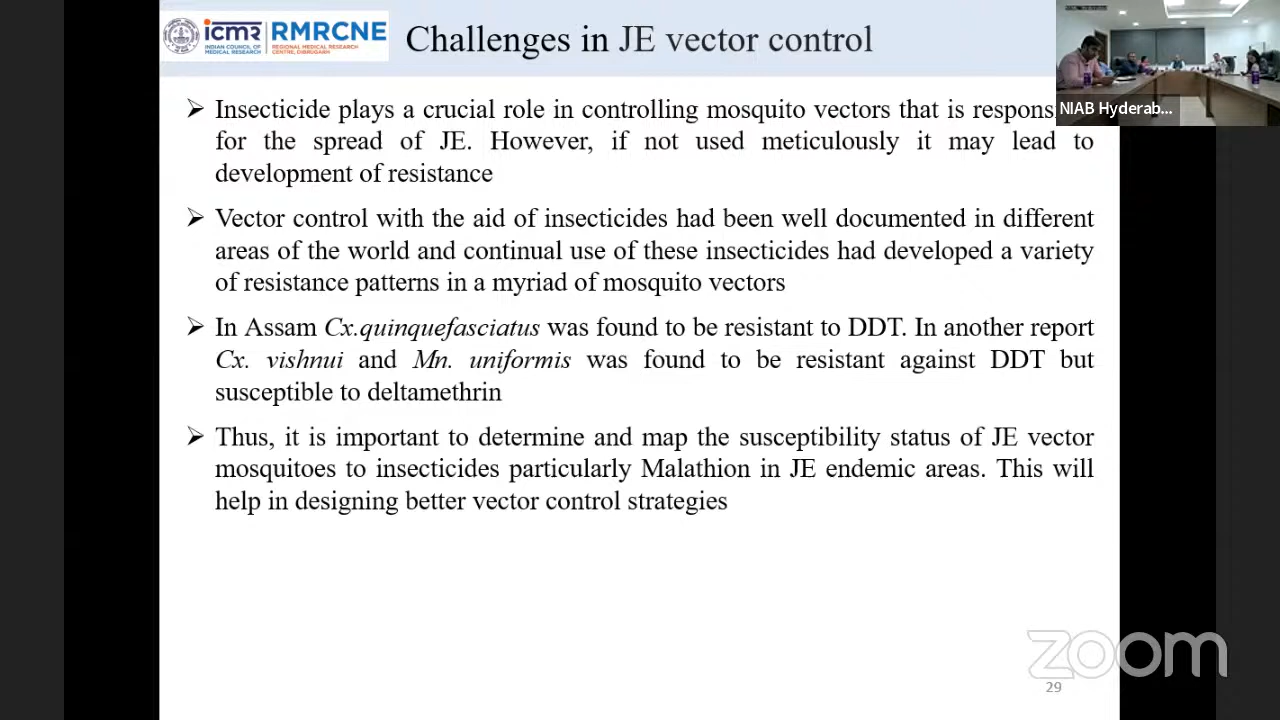 icmr
INDIAN COUNCIL OF
MEDICAL RESEARCH
RMRCNE
REGIONAL MEDICAL RESEARCH
CENTRE, DIBRUGARH
Challenges in JE vector control
NIAB Hyderab...
➢ Insecticide plays a crucial role in controlling mosquito vectors that is respons
for the spread of JE. However, if not used meticulously it may lead to
development of resistance
➢ Vector control with the aid of insecticides had been well documented in different
areas of the world and continual use of these insecticides had developed a variety
of resistance patterns in a myriad of mosquito vectors
➢ In Assam Cx.quinquefasciatus was found to be resistant to DDT. In another report
Cx. vishnui and Mn. uniformis was found to be resistant against DDT but
susceptible to deltamethrin
➢ Thus, it is important to determine and map the susceptibility status of JE vector
mosquitoes to insecticides particularly Malathion in JE endemic areas. This will
help in designing better vector control strategies
zoom
29